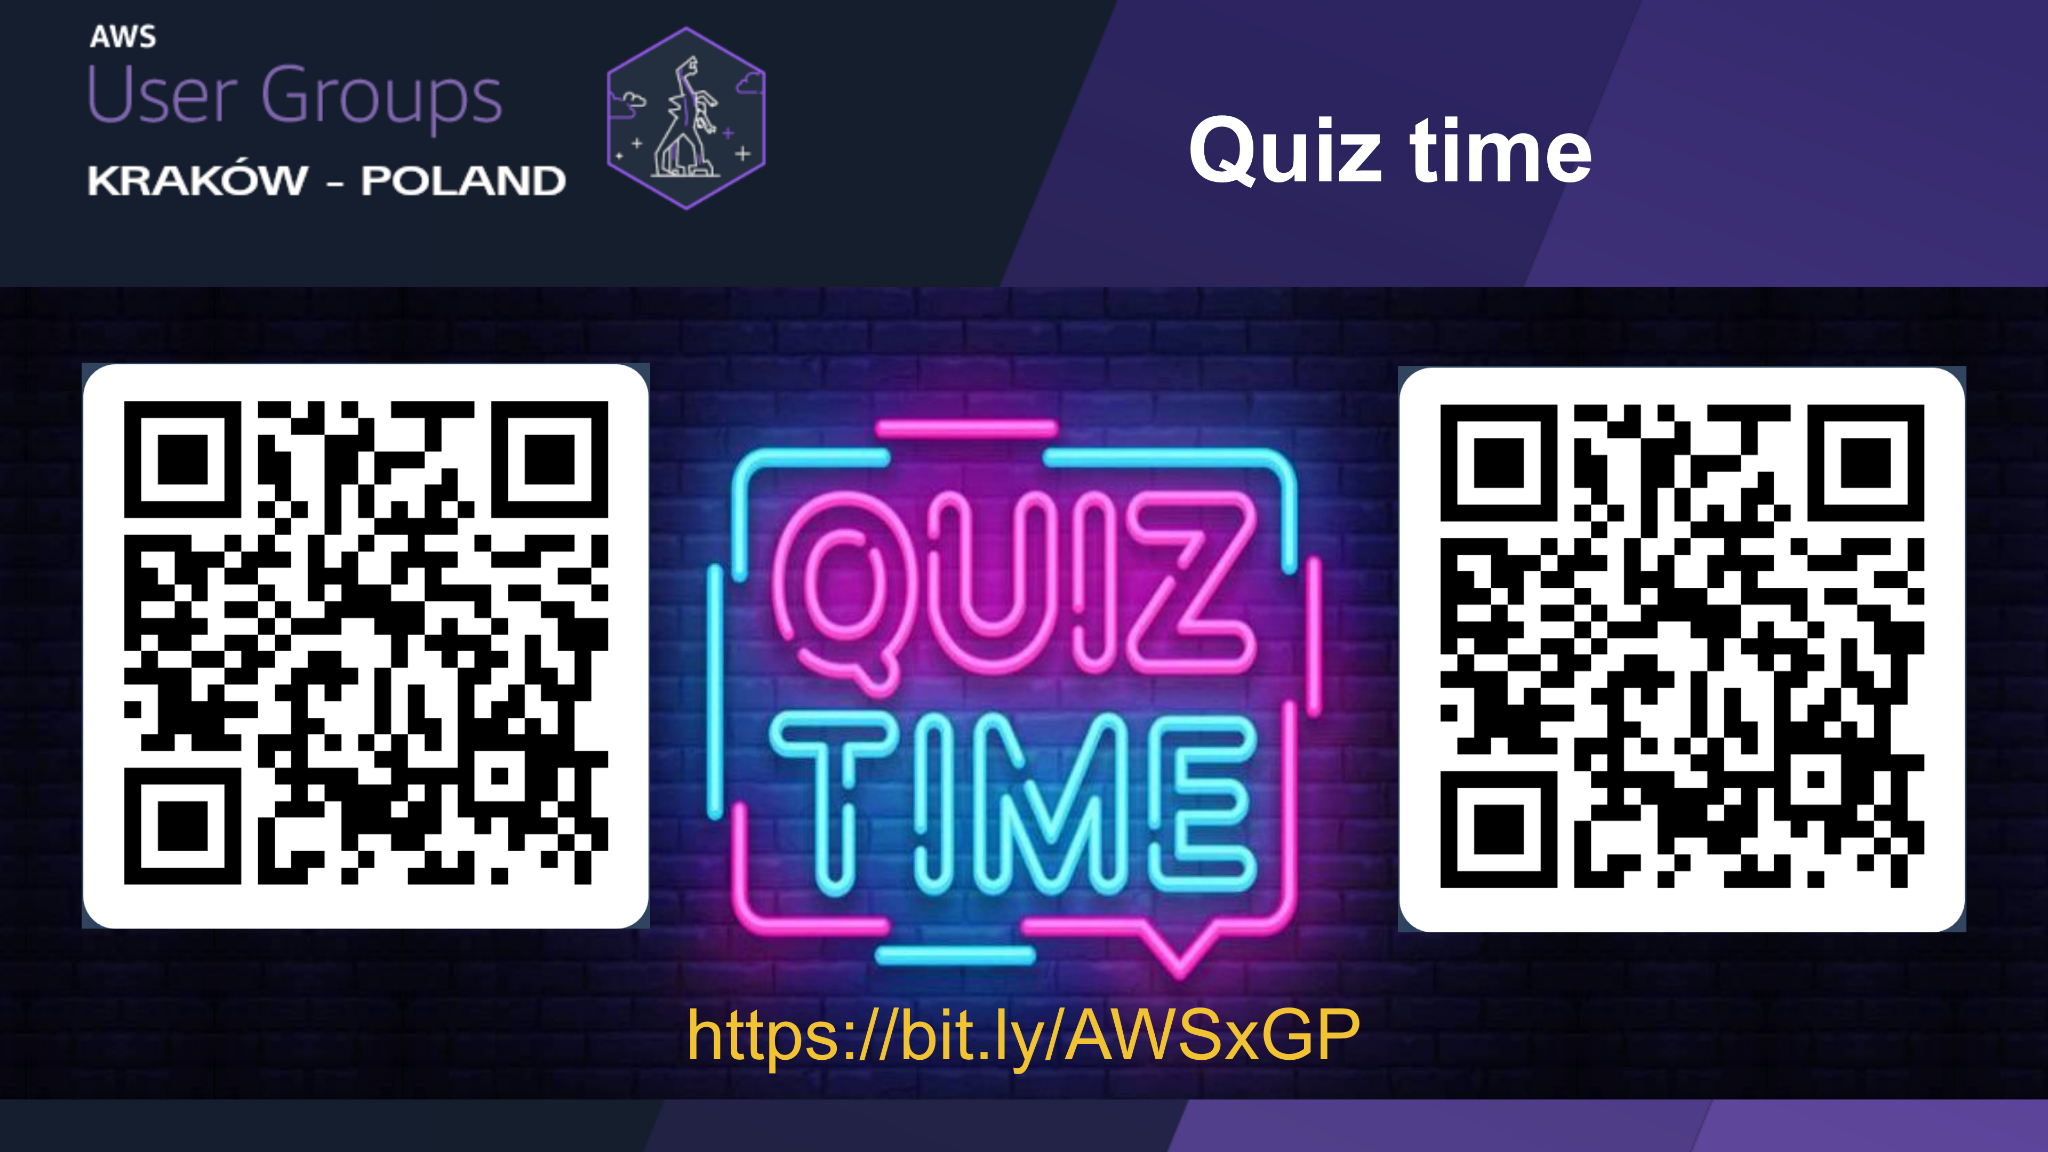 AWS
User Groups
KRAKÓW - POLAND
Quiz time
QUIZ
TIME
https://bit.ly/AWSxGP